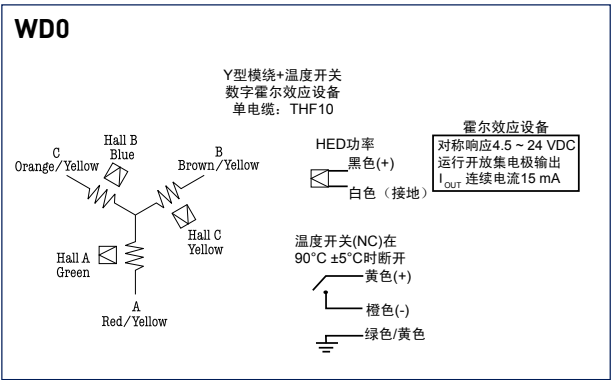 WD0
Y型模绕+温度开关
数字霍尔效应设备
单电缆：THF10
C
Orange/Yellow
Hall B
Blue
B
Brown/Yellow
Hall C
Yellow
Hall A
Green
A
Red/Yellow
HED功率
黑色(+)
白色（接地）
霍尔效应设备
对称响应4.5 ~ 24 VDC
运行开放集电极输出
I_OUT 连续电流15 mA
温度开关(NC)在
90°C ±5°C时断开
黄色(+)
橙色(-)
绿色/黄色